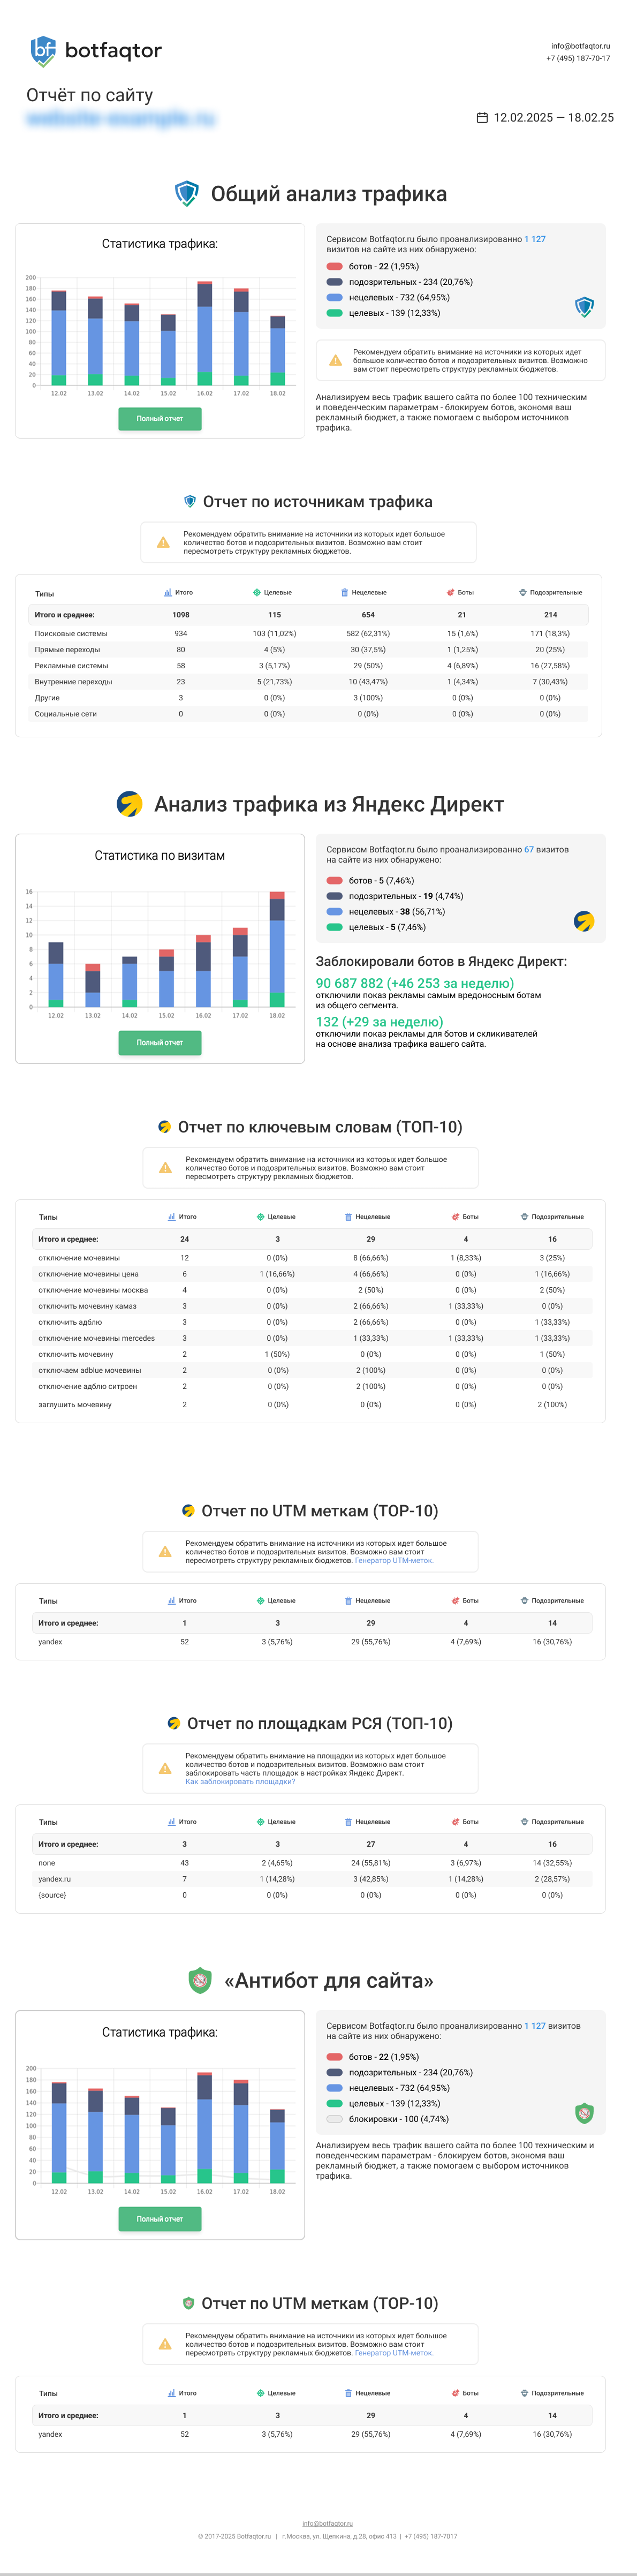 botfaqtor
info@botfaqtor.ru
+7 (495) 187-70-17
Отчёт по сайту
12.02.2025 — 18.02.25
Общий анализ трафика
Статистика трафика:
200
180
160
140
120
100
80
60
40
20
0
12.02 13.02 14.02 15.02 16.02 17.02 18.02
Полный отчет
Сервисом Botfaqtor.ru было проанализированно 1 127
визитов на сайте из них обнаружено:
ботов - 22 (1,95%)
подозрительных - 234 (20,76%)
нецелевых - 732 (64,95%)
целевых - 139 (12,33%)
Рекомендуем обратить внимание на источники из которых идет
большое количество ботов и подозрительных визитов. Возможно
вам стоит пересмотреть структуру рекламных бюджетов.
Анализируем весь трафик вашего сайта по более 100 техническим
и поведенческим параметрам - блокируем ботов, экономя ваш
рекламный бюджет, а также помогаем с выбором источников
трафика.
Отчет по источникам трафика
Рекомендуем обратить внимание на источники из которых идет большое
количество ботов и подозрительных визитов. Возможно вам стоит
пересмотреть структуру рекламных бюджетов.
Типы Итого Целевые Нецелевые Боты Подозрительные
Итого и среднее: 1098 115 654 21 214
Поисковые системы 934 103 (11,02%) 582 (62,31%) 15 (1,6%) 171 (18,3%)
Прямые переходы 80 4 (5%) 30 (37,5%) 1 (1,25%) 20 (25%)
Рекламные системы 58 3 (5,17%) 29 (50%) 4 (6,89%) 16 (27,58%)
Внутренние переходы 23 5 (21,73%) 10 (43,47%) 1 (4,34%) 7 (30,43%)
Другие 3 0 (0%) 3 (100%) 0 (0%) 0 (0%)
Социальные сети 0 0 (0%) 0 (0%) 0 (0%) 0 (0%)
Анализ трафика из Яндекс Директ
Статистика по визитам
16
14
12
10
8
6
4
2
0
12.02 13.02 14.02 15.02 16.02 17.02 18.02
Полный отчет
Сервисом Botfaqtor.ru было проанализированно 67 визитов
на сайте из них обнаружено:
ботов - 5 (7,46%)
подозрительных - 19 (4,74%)
нецелевых - 38 (56,71%)
целевых - 5 (7,46%)
Заблокировали ботов в Яндекс Директ:
90 687 882 (+46 253 за неделю)
отключили показ рекламы самым вредоносным ботам
из общего сегмента.
132 (+29 за неделю)
отключили показ рекламы для ботов и скликивателей
на основе анализа трафика вашего сайта.
Отчет по ключевым словам (ТОП-10)
Рекомендуем обратить внимание на источники из которых идет большое
количество ботов и подозрительных визитов. Возможно вам стоит
пересмотреть структуру рекламных бюджетов.
Типы Итого Целевые Нецелевые Боты Подозрительные
Итого и среднее: 24 3 29 4 16
отключение мочевины 12 0 (0%) 8 (66,66%) 1 (8,33%) 3 (25%)
отключение мочевины цена 6 1 (16,66%) 4 (66,66%) 0 (0%) 1 (16,66%)
отключение мочевины москва 4 0 (0%) 2 (50%) 0 (0%) 2 (50%)
отключить мочевину камаз 3 0 (0%) 2 (66,66%) 1 (33,33%) 0 (0%)
отключить адблю 3 0 (0%) 2 (66,66%) 0 (0%) 1 (33,33%)
отключение мочевины mercedes 3 0 (0%) 1 (33,33%) 1 (33,33%) 1 (33,33%)
отключить мочевину 2 1 (50%) 0 (0%) 0 (0%) 1 (50%)
отключаем adblue мочевины 2 0 (0%) 2 (100%) 0 (0%) 0 (0%)
отключение адблю ситроен 2 0 (0%) 2 (100%) 0 (0%) 0 (0%)
заглушить мочевину 2 0 (0%) 0 (0%) 0 (0%) 2 (100%)
Отчет по UTM меткам (TOP-10)
Рекомендуем обратить внимание на источники из которых идет большое
количество ботов и подозрительных визитов. Возможно вам стоит
пересмотреть структуру рекламных бюджетов. Генератор UTM-меток.
Типы Итого Целевые Нецелевые Боты Подозрительные
Итого и среднее: 1 3 29 4 14
yandex 52 3 (5,76%) 29 (55,76%) 4 (7,69%) 16 (30,76%)
Отчет по площадкам РСЯ (ТОП-10)
Рекомендуем обратить внимание на площадки из которых идет большое
количество ботов и подозрительных визитов. Возможно вам стоит
заблокировать часть площадок в настройках Яндекс Директ.
Как заблокировать площадки?
Типы Итого Целевые Нецелевые Боты Подозрительные
Итого и среднее: 3 3 27 4 16
none 43 2 (4,65%) 24 (55,81%) 3 (6,97%) 14 (32,55%)
yandex.ru 7 1 (14,28%) 3 (42,85%) 1 (14,28%) 2 (28,57%)
{source} 0 0 (0%) 0 (0%) 0 (0%) 0 (0%)
«Антибот для сайта»
Статистика трафика:
200
180
160
140
120
100
80
60
40
20
0
12.02 13.02 14.02 15.02 16.02 17.02 18.02
Полный отчет
Сервисом Botfaqtor.ru было проанализированно 1 127 визитов
на сайте из них обнаружено:
ботов - 22 (1,95%)
подозрительных - 234 (20,76%)
нецелевых - 732 (64,95%)
целевых - 139 (12,33%)
блокировки - 100 (4,74%)
Анализируем весь трафик вашего сайта по более 100 техническим и
поведенческим параметрам - блокируем ботов, экономя ваш
рекламный бюджет, а также помогаем с выбором источников
трафика.
Отчет по UTM меткам (TOP-10)
Рекомендуем обратить внимание на источники из которых идет большое
количество ботов и подозрительных визитов. Возможно вам стоит
пересмотреть структуру рекламных бюджетов. Генератор UTM-меток.
Типы Итого Целевые Нецелевые Боты Подозрительные
Итого и среднее: 1 3 29 4 14
yandex 52 3 (5,76%) 29 (55,76%) 4 (7,69%) 16 (30,76%)
info@botfaqtor.ru
© 2017-2025 Botfaqtor.ru | г.Москва, ул. Щепкина, д.28, офис 413 | +7 (495) 187-7017